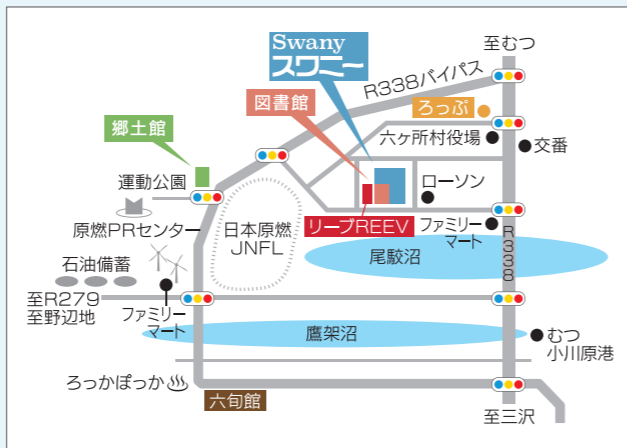 Swany
スワニー
至むつ
R338バイパス
図書館
ろっぷ
郷土館
六ヶ所村役場
交番
運動公園
ローソン
原燃PRセンター
日本原燃
JNFL
リーブREEV
ファミリー
マート
R338
尾駮沼
石油備蓄
至R279
至野辺地
ファミリー
マート
鷹架沼
むつ
小川原港
ろっかぽっか
六旬館
至三沢